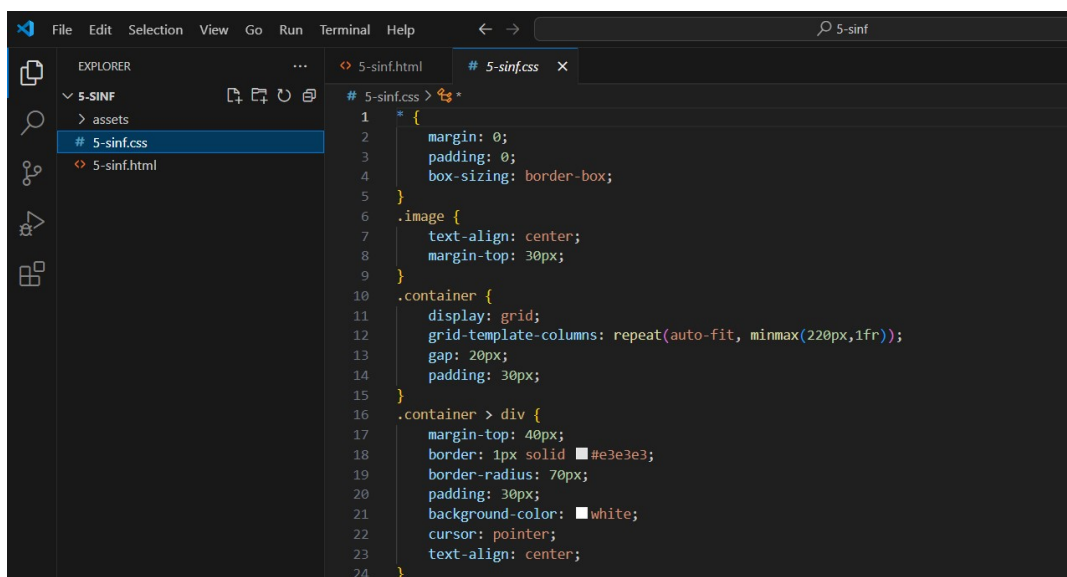 File Edit Selection View Go Run Terminal Help
5-sinf
EXPLORER
5-SINF
assets
# 5-sinf.css
<> 5-sinf.html
<> 5-sinf.html # 5-sinf.css
# 5-sinf.css > *
1 * {
2 margin: 0;
3 padding: 0;
4 box-sizing: border-box;
5 }
6 .image {
7 text-align: center;
8 margin-top: 30px;
9 }
10 .container {
11 display: grid;
12 grid-template-columns: repeat(auto-fit, minmax(220px,1fr));
13 gap: 20px;
14 padding: 30px;
15 }
16 .container > div {
17 margin-top: 40px;
18 border: 1px solid #e3e3e3;
19 border-radius: 70px;
20 padding: 30px;
21 background-color: white;
22 cursor: pointer;
23 text-align: center;
24 }